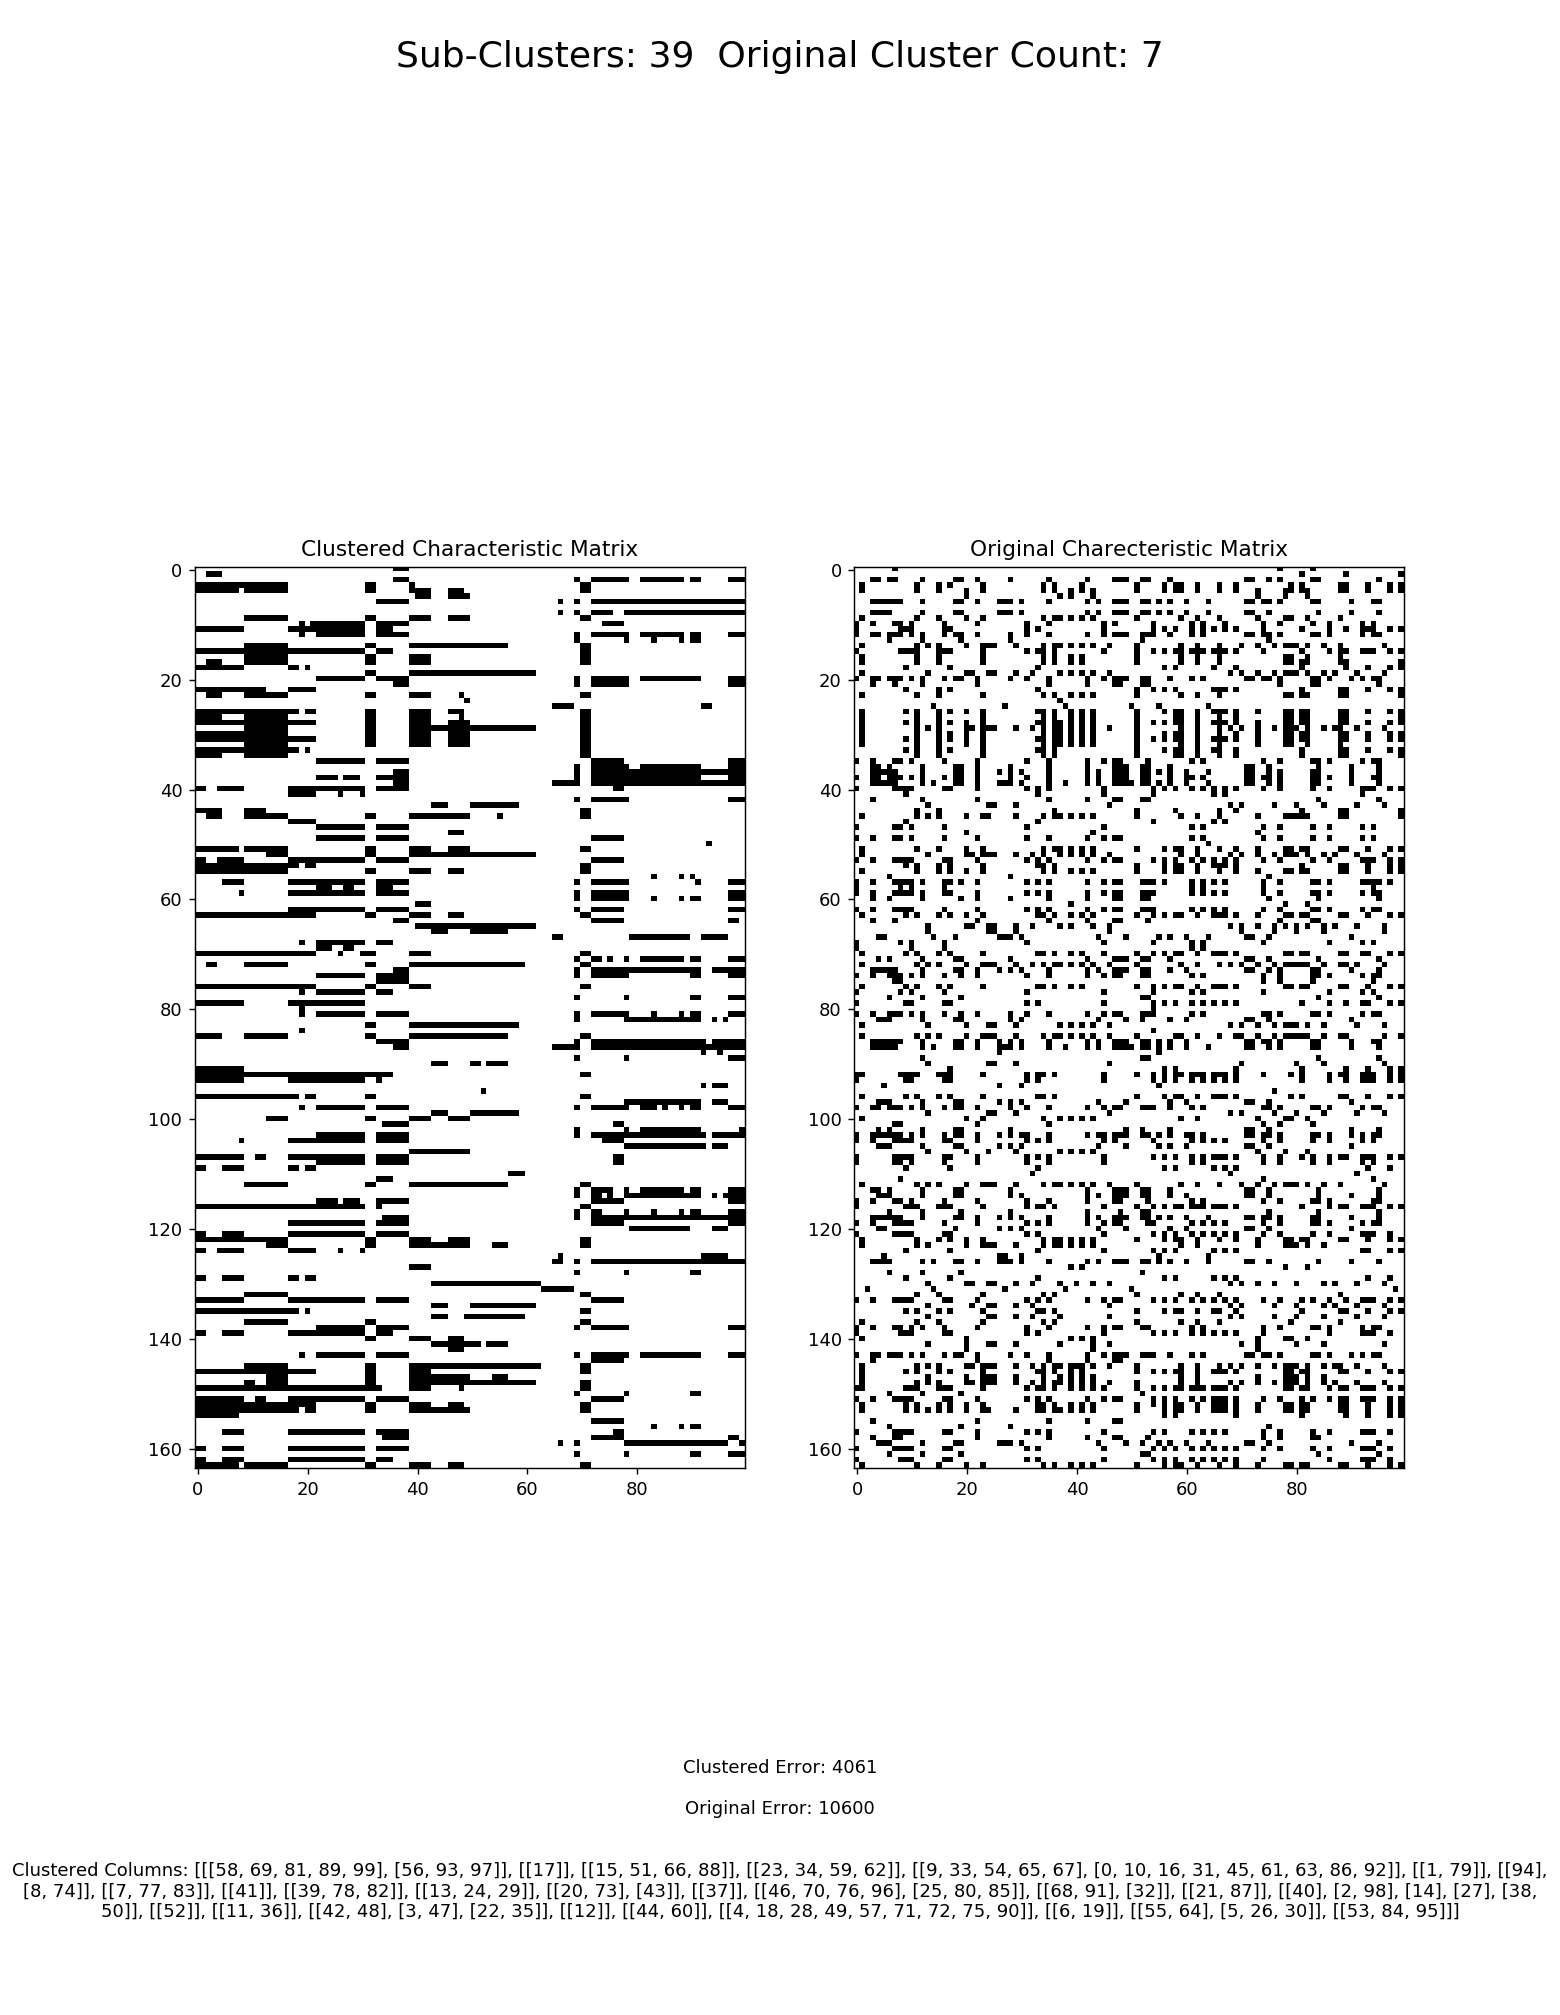 Sub-Clusters: 39  Original Cluster Count: 7
Clustered Characteristic Matrix
Original Charecteristic Matrix
0
20
40
60
80
100
120
140
160
0 20 40 60 80
0
20
40
60
80
100
120
140
160
0 20 40 60 80
Clustered Error: 4061
Original Error: 10600
Clustered Columns: [[[58, 69, 81, 89, 99], [56, 93, 97]], [[17]], [[15, 51, 66, 88]], [[23, 34, 59, 62]], [[9, 33, 54, 65, 67], [0, 10, 16, 31, 45, 61, 63, 86, 92]], [[1, 79]], [[94],
[8, 74]], [[7, 77, 83]], [[41]], [[39, 78, 82]], [[13, 24, 29]], [[20, 73], [43]], [[37]], [[46, 70, 76, 96], [25, 80, 85]], [[68, 91], [32]], [[21, 87]], [[40], [2, 98], [14], [27], [38,
50]], [[52]], [[11, 36]], [[42, 48], [3, 47], [22, 35]], [[12]], [[44, 60]], [[4, 18, 28, 49, 57, 71, 72, 75, 90]], [[6, 19]], [[55, 64], [5, 26, 30]], [[53, 84, 95]]]